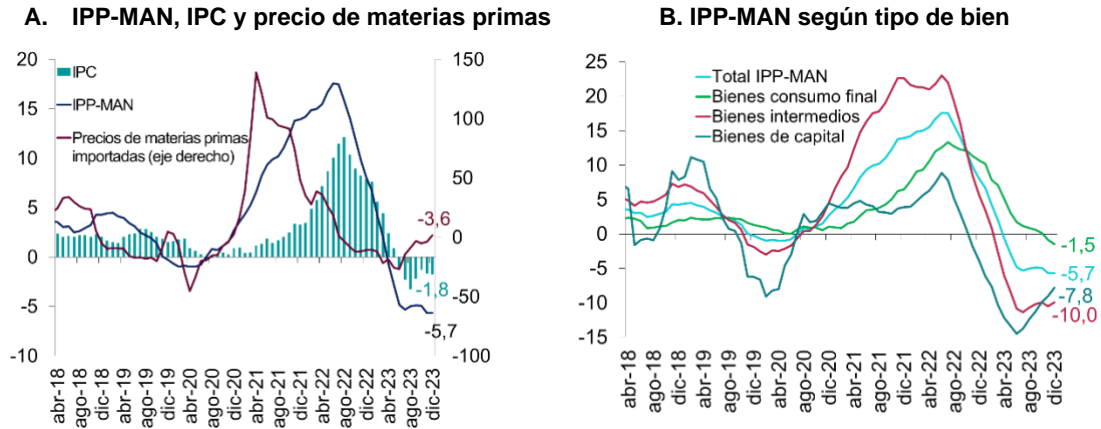 A. IPP-MAN, IPC y precio de materias primas
20
15
10
5
0
-5
-10
150
100
50
0
-50
-100
IPC
IPP-MAN
Precios de materias primas
importadas (eje derecho)
-3,6
-1,8
-5,7
abr-18
ago-18
dic-18
abr-19
ago-19
dic-19
abr-20
ago-20
dic-20
abr-21
ago-21
dic-21
abr-22
ago-22
dic-22
abr-23
ago-23
dic-23
B. IPP-MAN según tipo de bien
25
20
15
10
5
0
-5
-10
-15
Total IPP-MAN
Bienes consumo final
Bienes intermedios
Bienes de capital
-1,5
-5,7
-7,8
-10,0
abr-18
ago-18
dic-18
abr-19
ago-19
dic-19
abr-20
ago-20
dic-20
abr-21
ago-21
dic-21
abr-22
ago-22
dic-22
abr-23
ago-23
dic-23